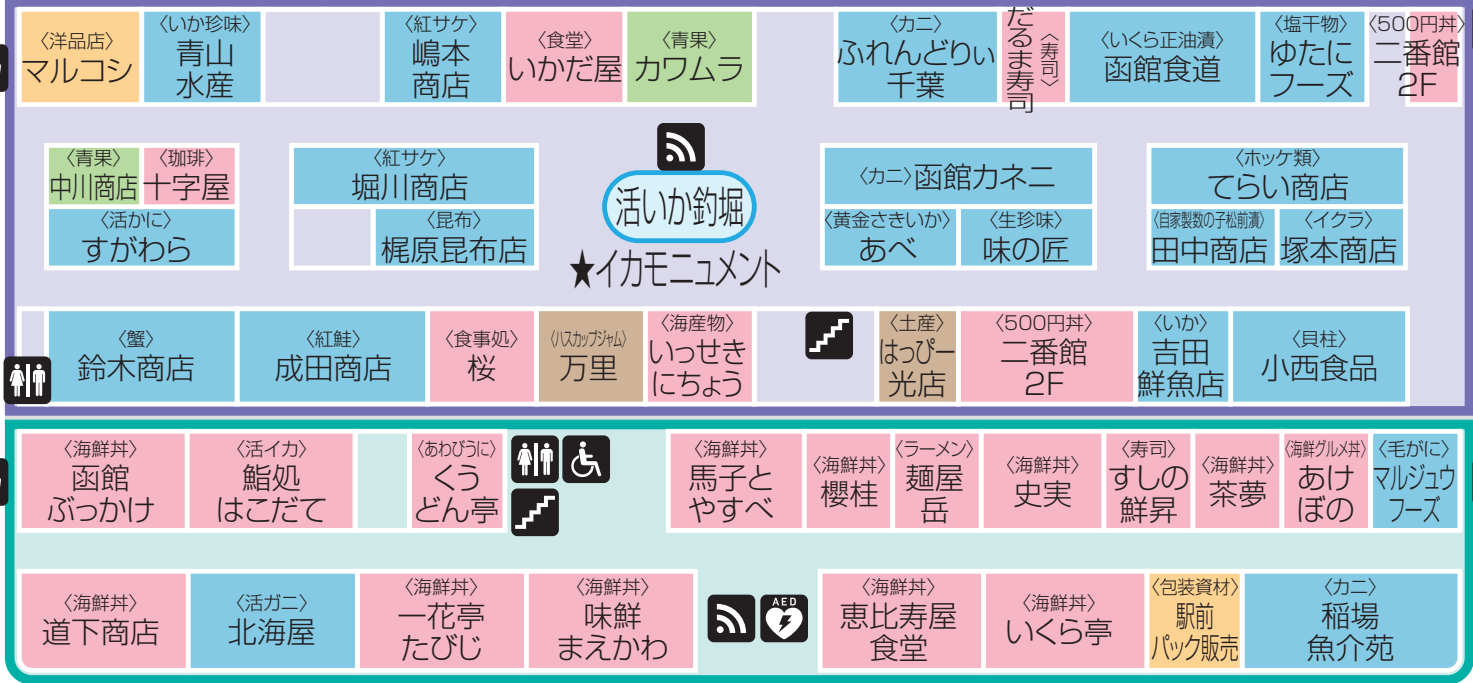 〈洋品店〉
マルコシ
〈いか珍味〉
青山
水産
〈紅サケ〉
嶋本
商店
〈食堂〉
いかだ屋
〈青果〉
カワムラ
〈カニ〉
ふれんどりぃ
千葉
〈寿司〉
だるま寿司
〈いくら正油漬〉
函館食道
〈塩干物〉
ゆたに
フーズ
〈500円丼〉
二番館
2F
〈青果〉
中川商店
〈珈琲〉
十字屋
〈活かに〉
すがわら
〈紅サケ〉
堀川商店
〈昆布〉
梶原昆布店
活いか釣堀
★イカモニュメント
〈カニ〉函館カネニ
〈黄金さきいか〉
あべ
〈生珍味〉
味の匠
〈ホッケ類〉
てらい商店
〈自家製数の子松前漬〉
田中商店
〈イクラ〉
塚本商店
〈蟹〉
鈴木商店
〈紅鮭〉
成田商店
〈食事処〉
桜
〈ハスカップジャム〉
万里
〈海産物〉
いっせき
にちょう
〈土産〉
はっぴー
光店
〈500円丼〉
二番館
2F
〈いか〉
吉田
鮮魚店
〈貝柱〉
小西食品
〈海鮮丼〉
函館
ぶっかけ
〈活イカ〉
鮨処
はこだて
〈あわびうに〉
くう
どん亭
〈海鮮丼〉
馬子と
やすべ
〈海鮮丼〉
櫻桂
〈ラーメン〉
麺屋
岳
〈海鮮丼〉
史実
〈寿司〉
すしの
鮮昇
〈海鮮丼〉
茶夢
〈海鮮グルメ丼〉
あけ
ぼの
〈毛がに〉
マルジュウ
フーズ
〈海鮮丼〉
道下商店
〈活ガニ〉
北海屋
〈海鮮丼〉
一花亭
たびじ
〈海鮮丼〉
味鮮
まえかわ
AED
〈海鮮丼〉
恵比寿屋
食堂
〈海鮮丼〉
いくら亭
〈包装資材〉
駅前
パック販売
〈カニ〉
稲場
魚介苑